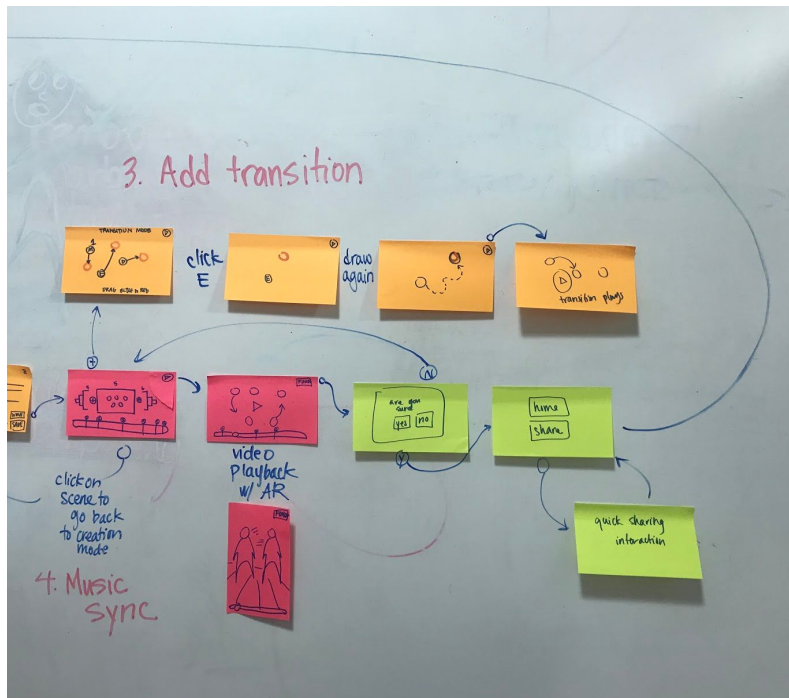 3. Add transition
TRANSITION MODE
click
E
E
draw
again
transition plays
N
are you
sure
yes
no
Y
home
share
click on
scene to
go back
to creation
mode
video
playback
w/ AR
quick sharing
interaction
4. Music
sync